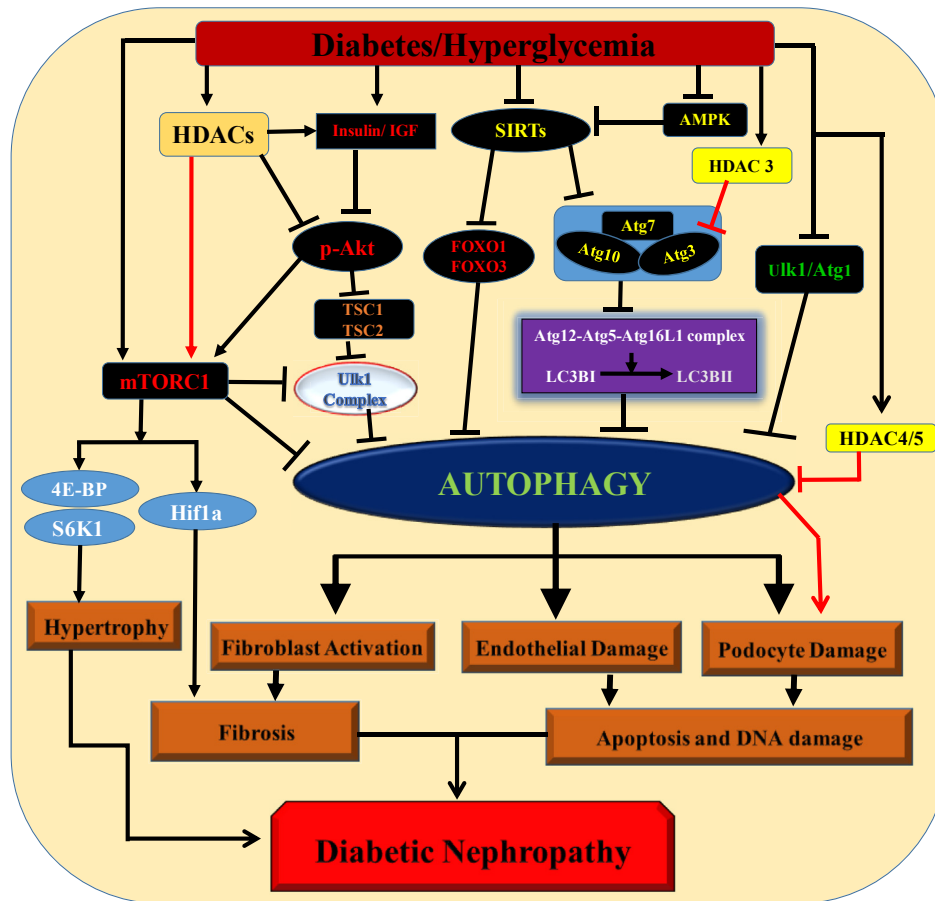 Diabetes/Hyperglycemia
HDACs
Insulin/ IGF
SIRTs
AMPK
HDAC 3
p-Akt
FOXO1
FOXO3
Atg7
Atg10
Atg3
Ulk1/Atg1
TSC1
TSC2
Atg12-Atg5-Atg16L1 complex
LC3BI
LC3BII
mTORC1
Ulk1
Complex
HDAC4/5
AUTOPHAGY
4E-BP
S6K1
Hif1a
Hypertrophy
Fibroblast Activation
Endothelial Damage
Podocyte Damage
Fibrosis
Apoptosis and DNA damage
Diabetic Nephropathy